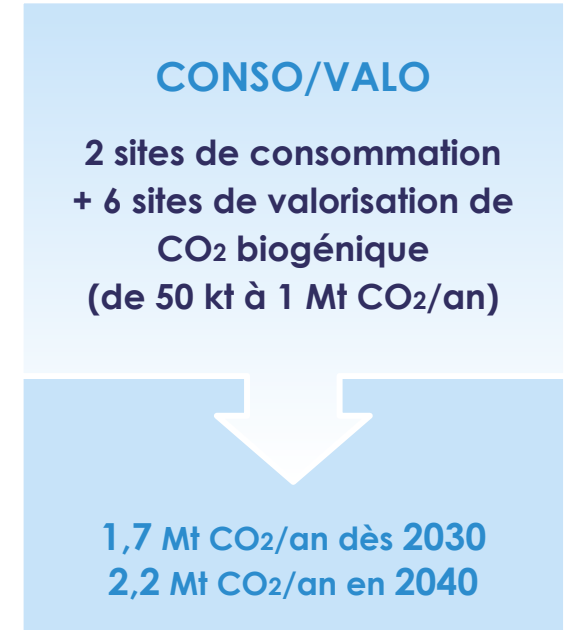 CONSO/VALO
2 sites de consommation
+ 6 sites de valorisation de
CO2 biogénique
(de 50 kt à 1 Mt CO2/an)
1,7 Mt CO2/an dès 2030
2,2 Mt CO2/an en 2040